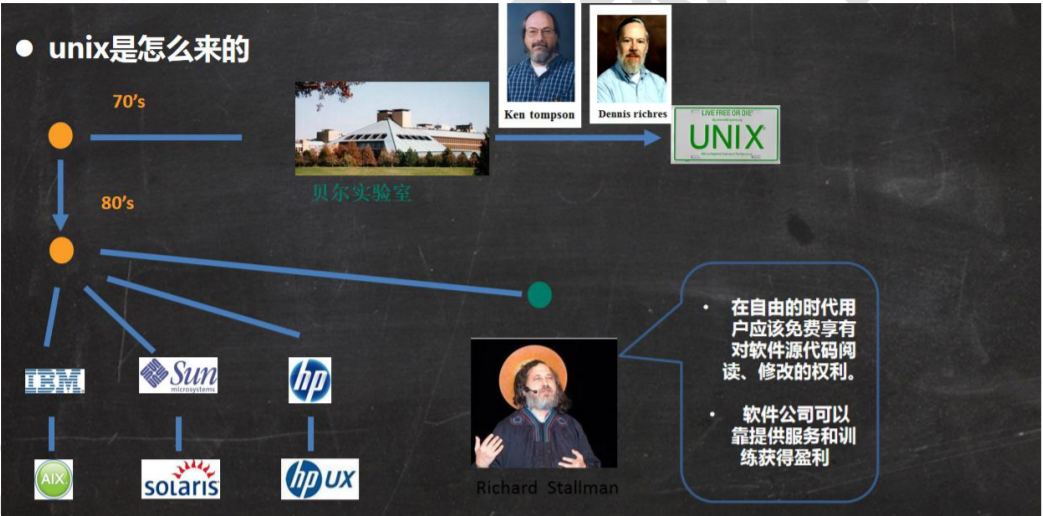 unix是怎么来的
70's
Ken tompson
Dennis richres
LIVE FREE OR DIE
UNIX
贝尔实验室
80's
IBM
Sun
microsystems
hp
AIX
solaris
hp UX
Richard Stallman
• 在自由的时代用
户应该免费享有
对软件源代码阅
读、修改的权利。
• 软件公司可以
靠提供服务和训
练获得盈利